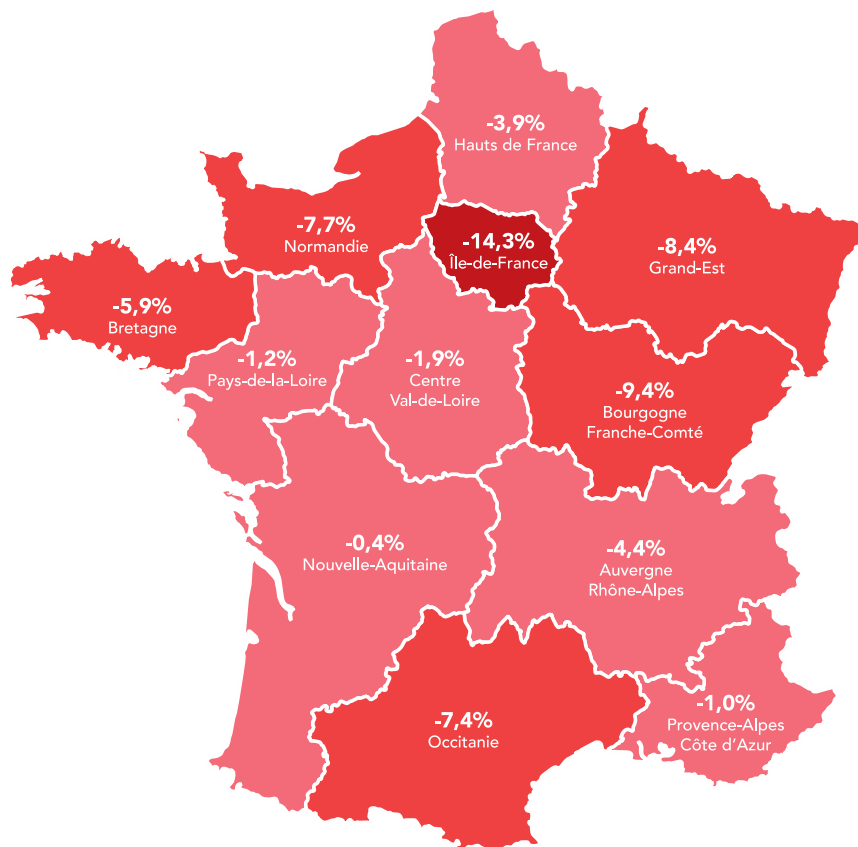 -3,9%
Hauts de France
-7,7%
Normandie
-14,3%
Île-de-France
-8,4%
Grand-Est
-5,9%
Bretagne
-1,2%
Pays-de-la-Loire
-1,9%
Centre
Val-de-Loire
-9,4%
Bourgogne
Franche-Comté
-0,4%
Nouvelle-Aquitaine
-4,4%
Auvergne
Rhône-Alpes
-7,4%
Occitanie
-1,0%
Provence-Alpes
Côte d'Azur